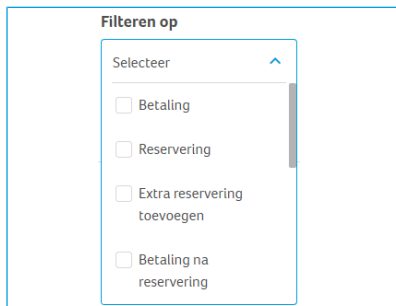 Filteren op
Selecteer
Betaling
Reservering
Extra reservering
toevoegen
Betaling na
reservering